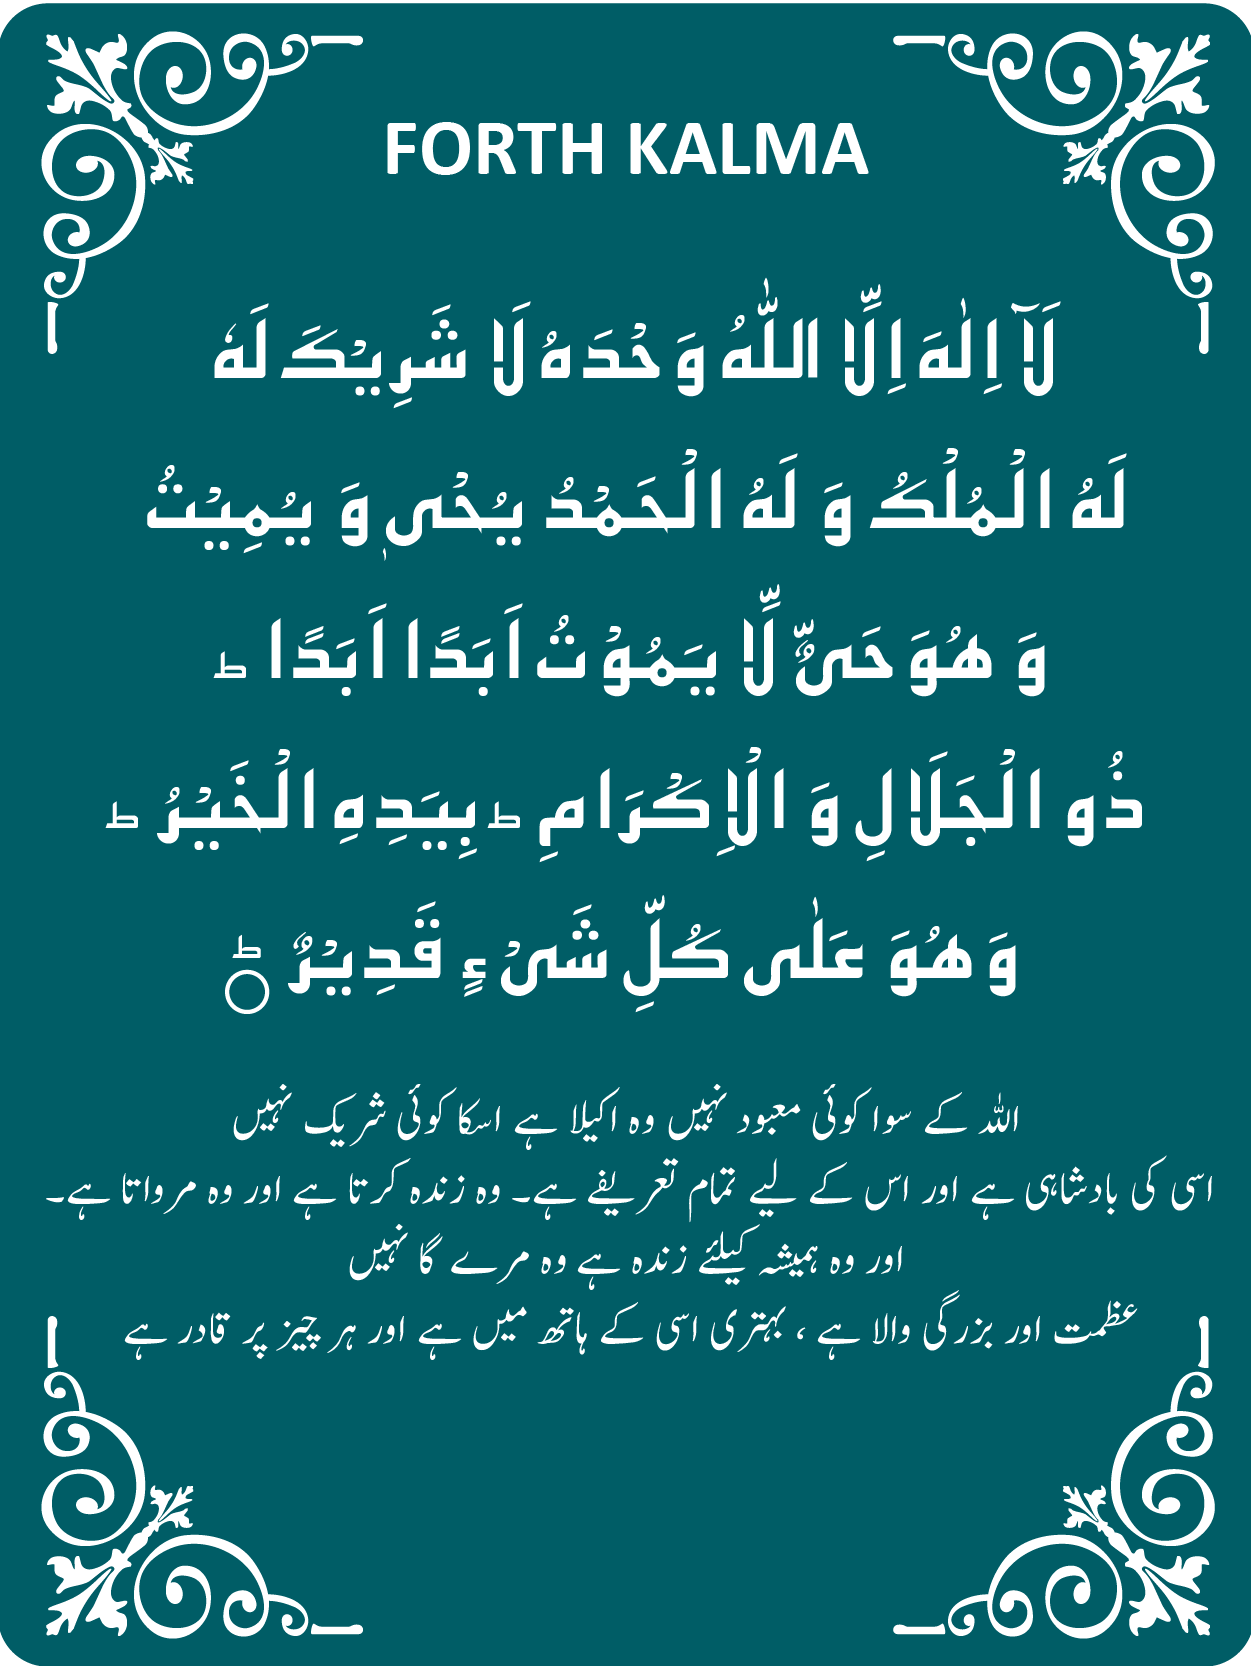 FORTH KALMA
لَآ اِلٰهَ اِلَّا اللّٰهُ وَحْدَهٗ لَا شَرِيْكَ لَهٗ
لَهُ الْمُلْكُ وَ لَهُ الْحَمْدُ يُحْیٖ وَ يُمِيْتُ
وَ هُوَ حَیٌّ لَّا يَمُوْتُ اَبَدًا اَبَدًا ؕ
ذُو الْجَلَالِ وَ الْاِكْرَامِ ؕ بِيَدِهِ الْخَيْرُ ؕ
وَ هُوَ عَلٰى كُلِّ شَیْءٍ قَدِيْرٌ ؕ۝
اللہ کے سوا کوئی معبود نہیں وہ اکیلا ہے اسکا کوئی شریک نہیں
اسی کی بادشاہی ہے اور اس کے لیے تمام تعریفے ہے۔ وہ زندہ کرتا ہے اور وہ مرواتا ہے۔
اور وہ ہمیشہ کیلئے زندہ ہے وہ مرے گا نہیں
عظمت اور بزرگی والا ہے ، بہتری اسی کے ہاتھ میں ہے اور ہر چیز پر قادر ہے